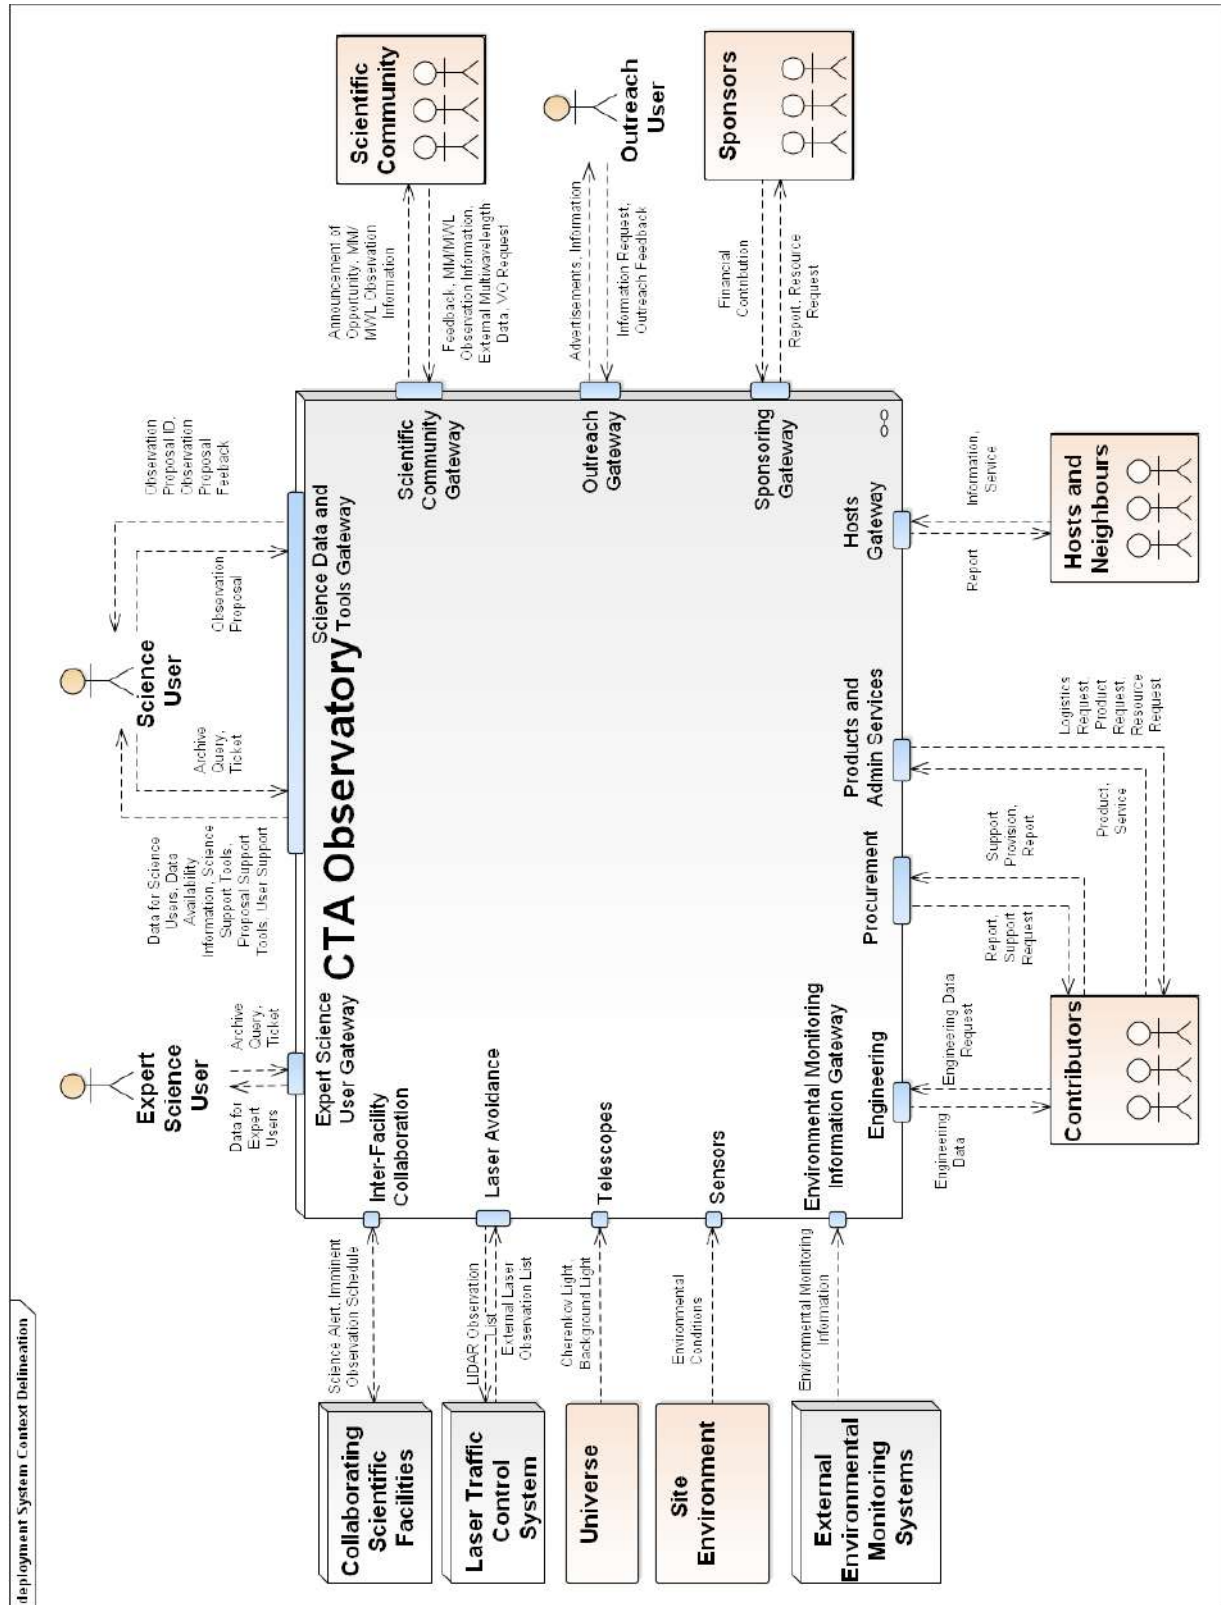 deployment System Context Delineation
Expert
Science
User
Data for
Expert
Users
Archive
Query,
Ticket
Science
User
Data for Science
Users, Data
Availability
Information, Science
Support Tools,
Proposal Support
Tools, User Support
Archive
Query,
Ticket
Observation
Proposal
Observation
Proposal ID,
Observation
Proposal
Feeback
Expert Science
User Gateway
CTA Observatory
Science Data and
Tools Gateway
Collaborating
Scientific
Facilities
Science Alert, Imminent
Observation Schedule
Inter-Facility
Collaboration
Laser Traffic
Control
System
LIDAR Observation
List
External Laser
Observation List
Laser Avoidance
Universe
Cherenkov Light,
Background Light
Telescopes
Site
Environment
Environmental
Conditions
Sensors
External
Environmental
Monitoring
Systems
Environmental Monitoring
Information
Environmental Monitoring
Information Gateway
Scientific
Community
Gateway
Announcement of
Opportunity, MM/
MWL Observation
Information
Feedback, MM/MWL
Observation Information,
External Multiwavelength
Data, VO Request
Scientific
Community
Outreach
Gateway
Advertisements, Information
Information Request,
Outreach Feedback
Outreach
User
Sponsoring
Gateway
Financial
Contribution
Report, Resource
Request
Sponsors
Engineering
Procurement
Products and
Admin Services
Hosts
Gateway
Engineering
Data
Engineering Data
Request
Report,
Support
Request
Support
Provision,
Report
Product,
Service
Logistics
Request,
Product
Request,
Resource
Request
Report
Information,
Service
Contributors
Hosts and
Neighbours